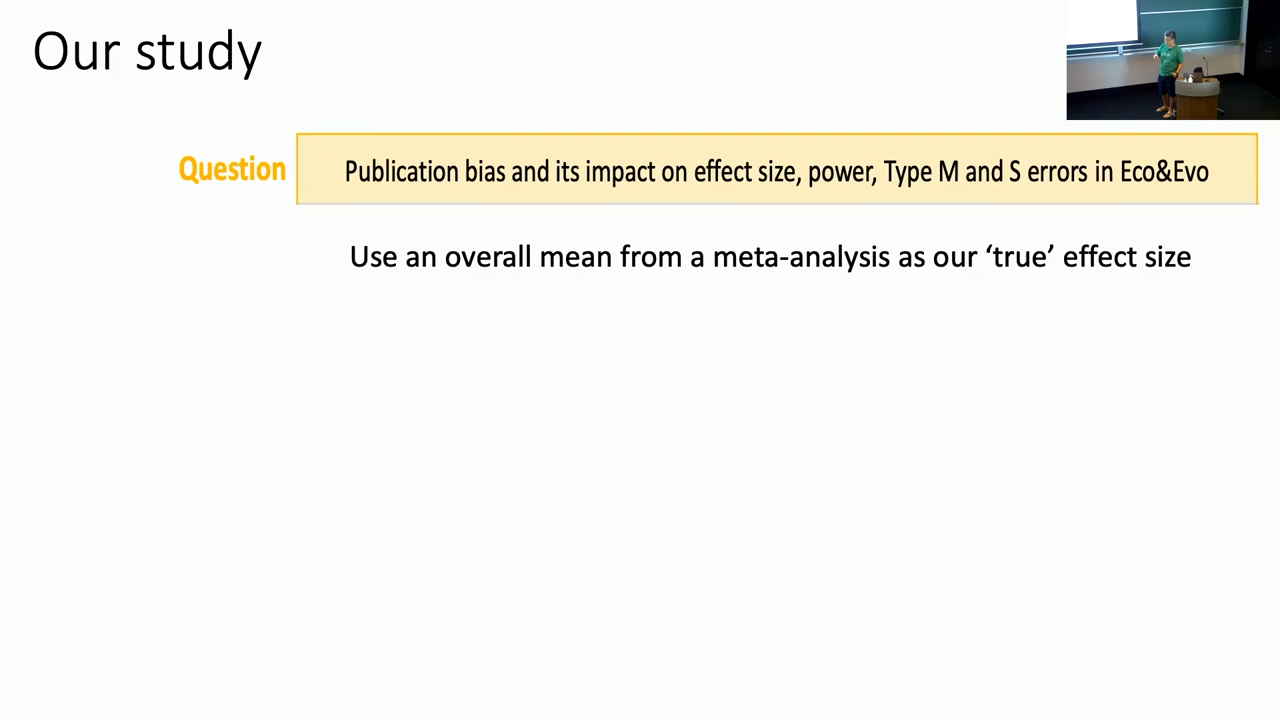 Our study
Question
Publication bias and its impact on effect size, power, Type M and S errors in Eco&Evo
Use an overall mean from a meta-analysis as our ‘true’ effect size